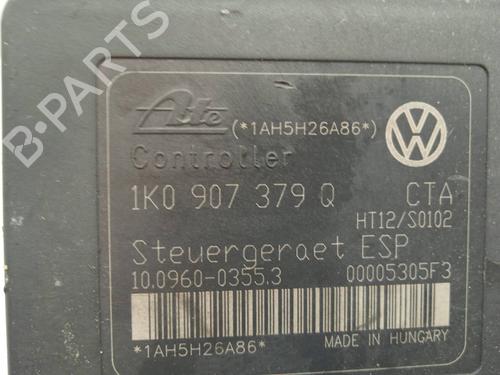 B-PARTS
Ate (*1AH5H26A86*)
Controller
1K0 907 379 Q CTA
HT12/S0102
Steuergeraet ESP
10.0960-0355.3 00005305F3
*1AH5H26A86* MADE IN HUNGARY